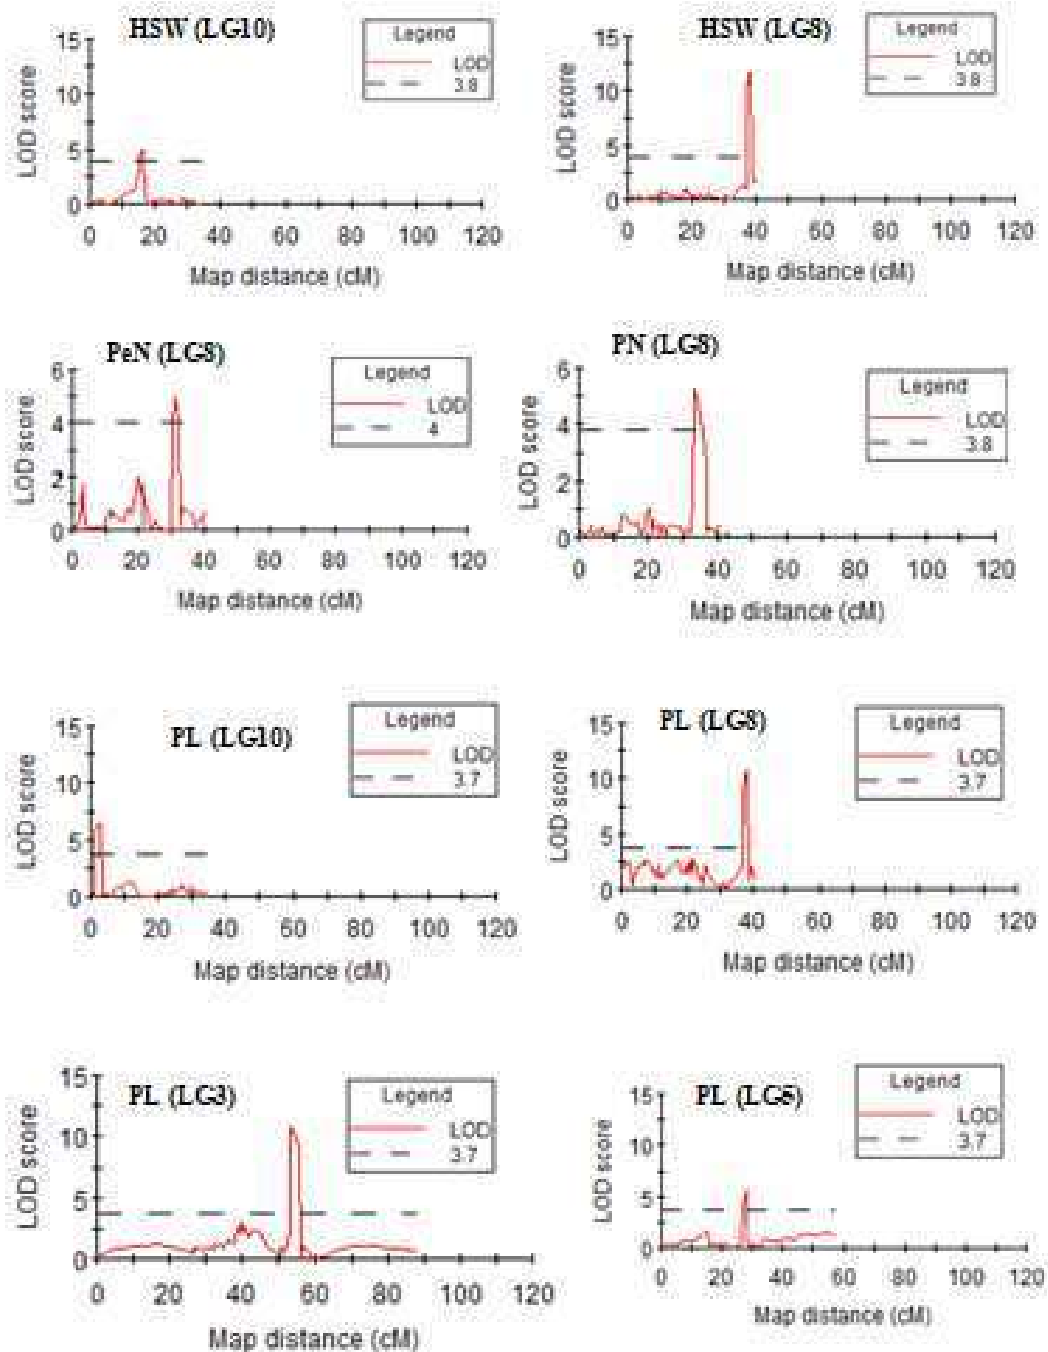 HSW (LG10)
Legend
LOD
3.8
15
10
5
0
LOD score
0 20 40 60 80 100 120
Map distance (cM)
HSW (LG8)
Legend
LOD
3.8
15
10
5
0
LOD score
0 20 40 60 80 100 120
Map distance (cM)
PeN (LG8)
Legend
LOD
4
6
4
2
0
LOD score
0 20 40 60 80 100 120
Map distance (cM)
PN (LG8)
Legend
LOD
3.8
6
4
2
0
LOD score
0 20 40 60 80 100 120
Map distance (cM)
PL (LG10)
Legend
LOD
3.7
15
10
5
0
LOD score
0 20 40 60 80 100 120
Map distance (cM)
PL (LG8)
Legend
LOD
3.7
15
10
5
0
LOD score
0 20 40 60 80 100 120
Map distance (cM)
PL (LG3)
Legend
LOD
3.7
15
10
5
0
LOD score
0 20 40 60 80 100 120
Map distance (cM)
PL
Legend
LOD
3.7
15
10
5
0
LOD score
0 20 40 60 80 100 120
Map distance (cM)